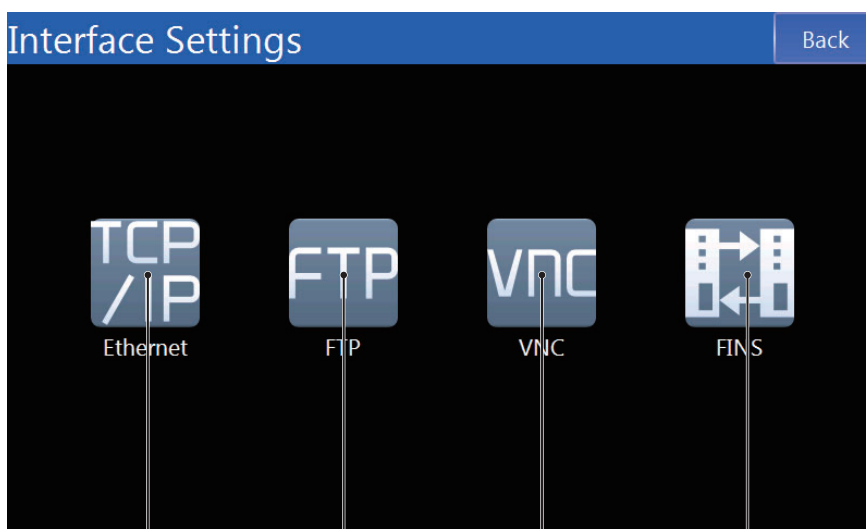 Interface Settings
Back
TCP
/IP
FTP
VNC
Ethernet
FTP
VNC
FINS